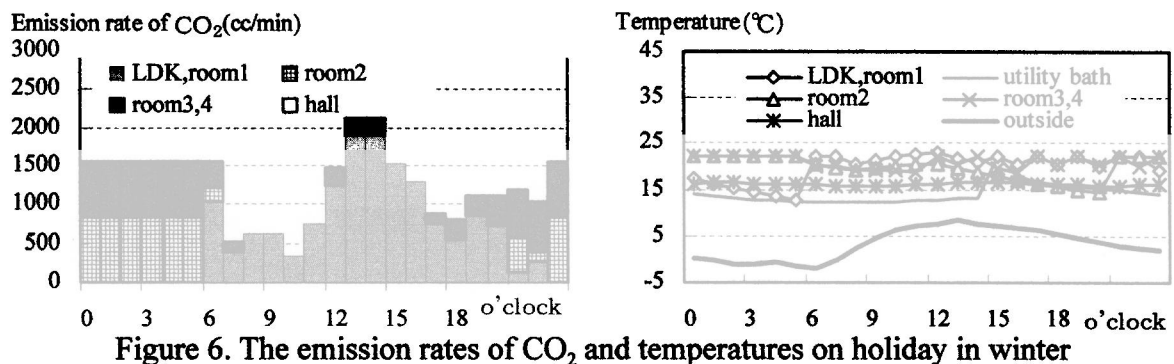 Emission rate of CO2(cc/min)
3000
2500
2000
1500
1000
500
0
LDK,room1
room2
room3,4
hall
0 3 6 9 12 15 18 o'clock
Temperature(℃)
45
35
25
15
5
-5
LDK,room1
room2
hall
utility bath
room3,4
outside
0 3 6 9 12 15 18 o'clock
Figure 6. The emission rates of CO2 and temperatures on holiday in winter